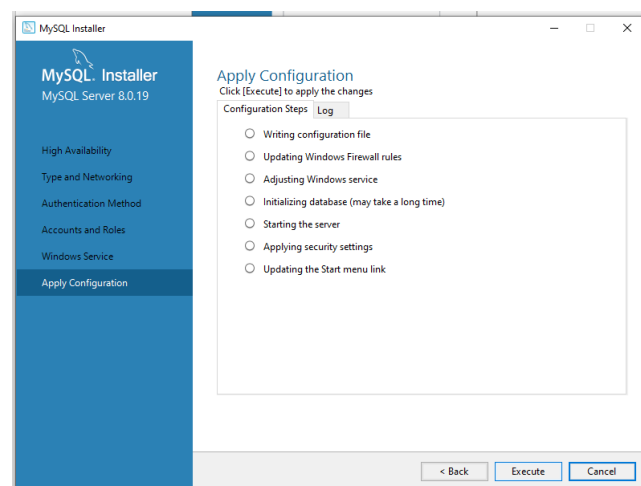 MySQL Installer
MySQL. Installer
MySQL Server 8.0.19
High Availability
Type and Networking
Authentication Method
Accounts and Roles
Windows Service
Apply Configuration
Apply Configuration
Click [Execute] to apply the changes
Configuration Steps Log
Writing configuration file
Updating Windows Firewall rules
Adjusting Windows service
Initializing database (may take a long time)
Starting the server
Applying security settings
Updating the Start menu link
< Back Execute Cancel